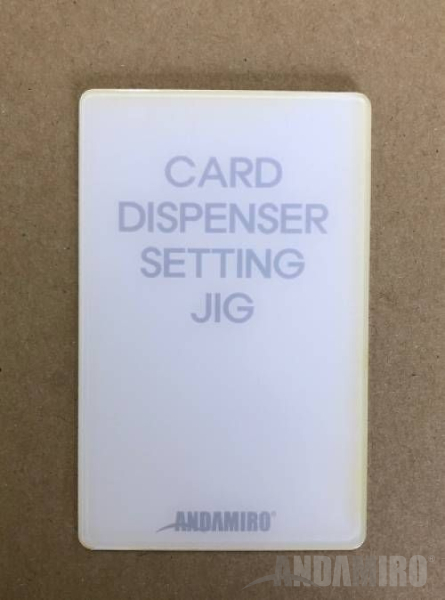 CARD
DISPENSER
SETTING
JIG
ANDAMIRO®
ANDAMIRO®